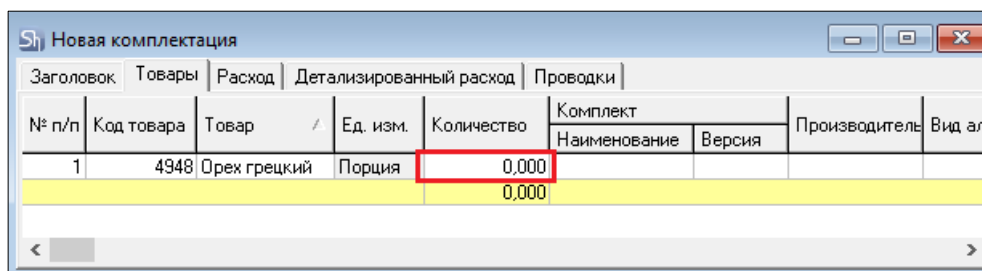 Sh Новая комплектация
Заголовок Товары Расход Детализированный расход Проводки
№ п/п Код товара Товар Ед. изм. Количество Комплект Производитель Вид ал
Наименование Версия
1 4948 Орех грецкий Порция 0,000
0,000